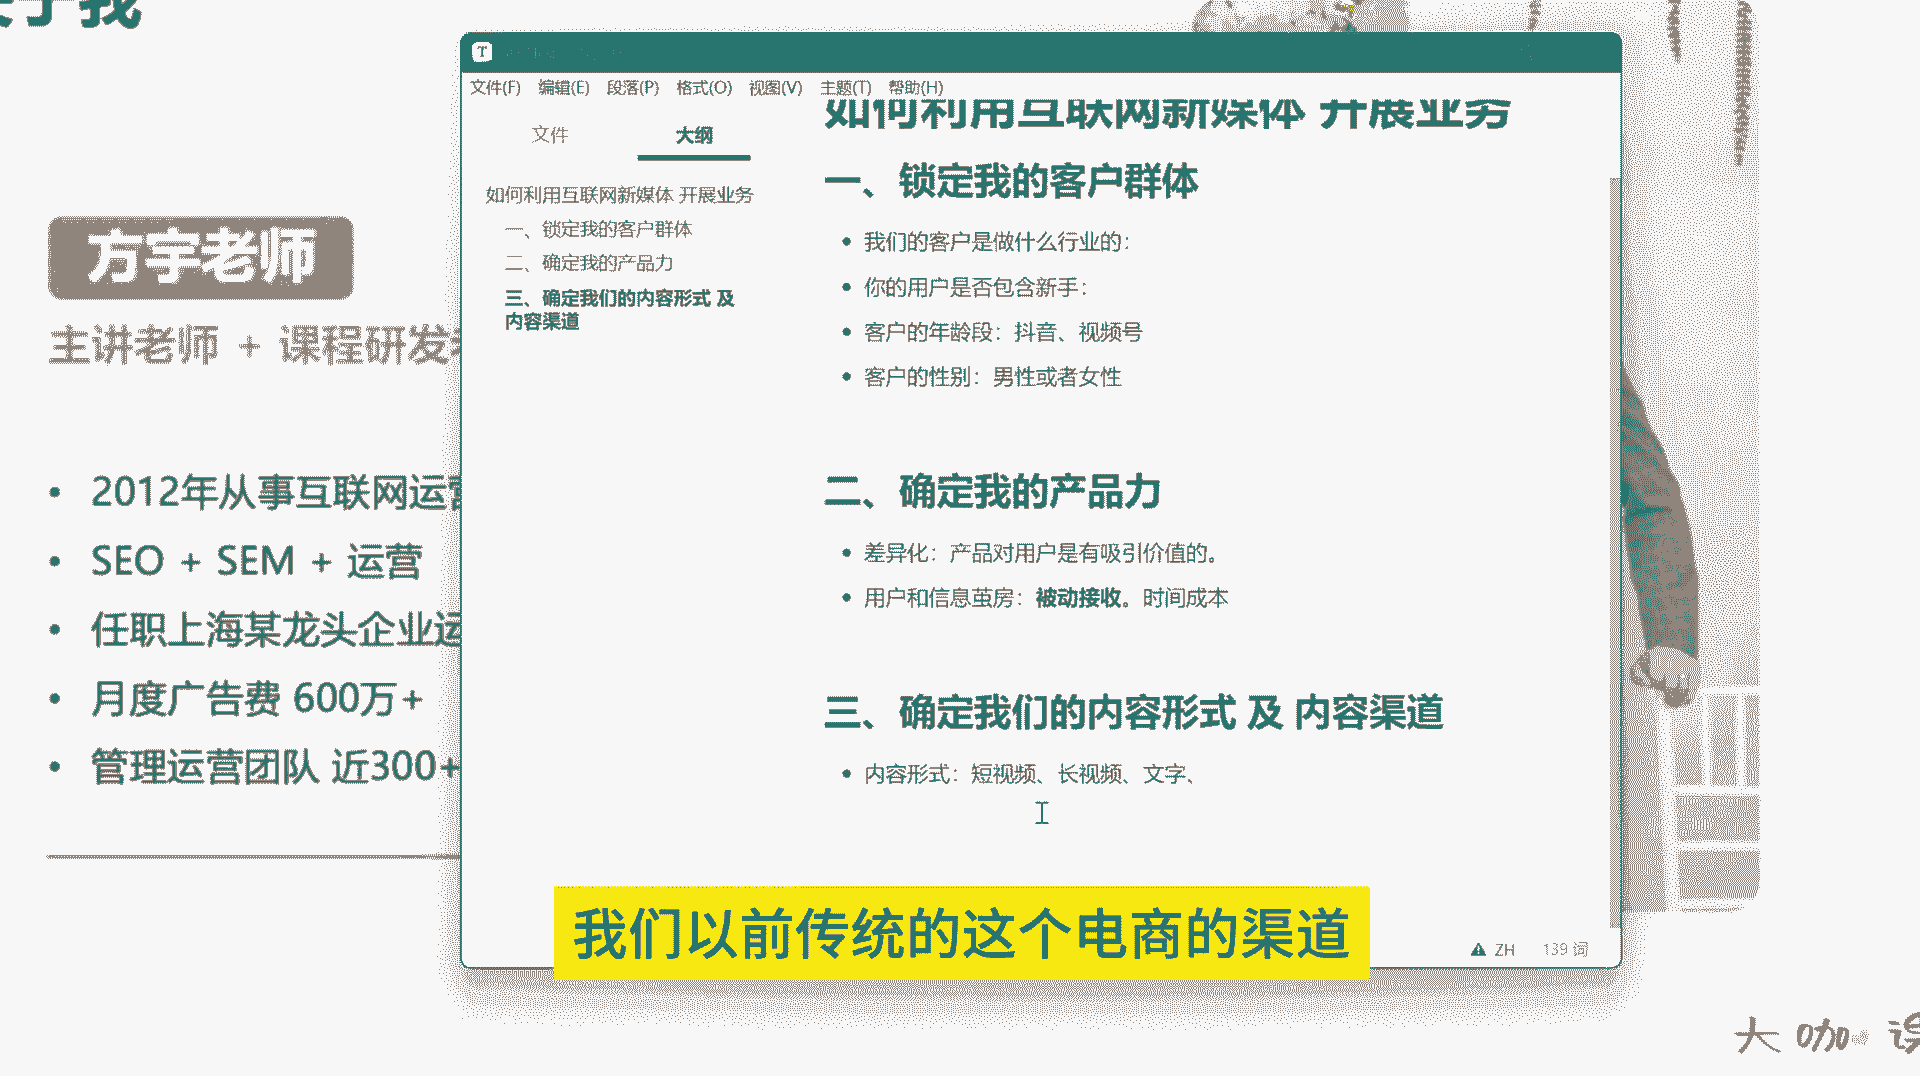 方宇老师
主讲老师 + 课程研发
2012年从事互联网运营
SEO + SEM + 运营
任职上海某龙头企业运
月度广告费 600万+
管理运营团队 近300+
T
文件(F) 编辑(E) 段落(P) 格式(O) 视图(V) 主题(T) 帮助(H)
文件 大纲
如何利用互联网新媒体 开展业务
一、锁定我的客户群体
二、确定我的产品力
三、确定我们的内容形式 及
内容渠道
如何利用互联网新媒体 开展业务
一、锁定我的客户群体
我们的客户是做什么行业的：
你的用户是否包含新手：
客户的年龄段：抖音、视频号
客户的性别：男性或者女性
二、确定我的产品力
差异化：产品对用户是有吸引价值的。
用户和信息茧房：被动接收。时间成本
三、确定我们的内容形式 及 内容渠道
内容形式：短视频、长视频、文字、
ZH 139 词
我们以前传统的这个电商的渠道
大咖